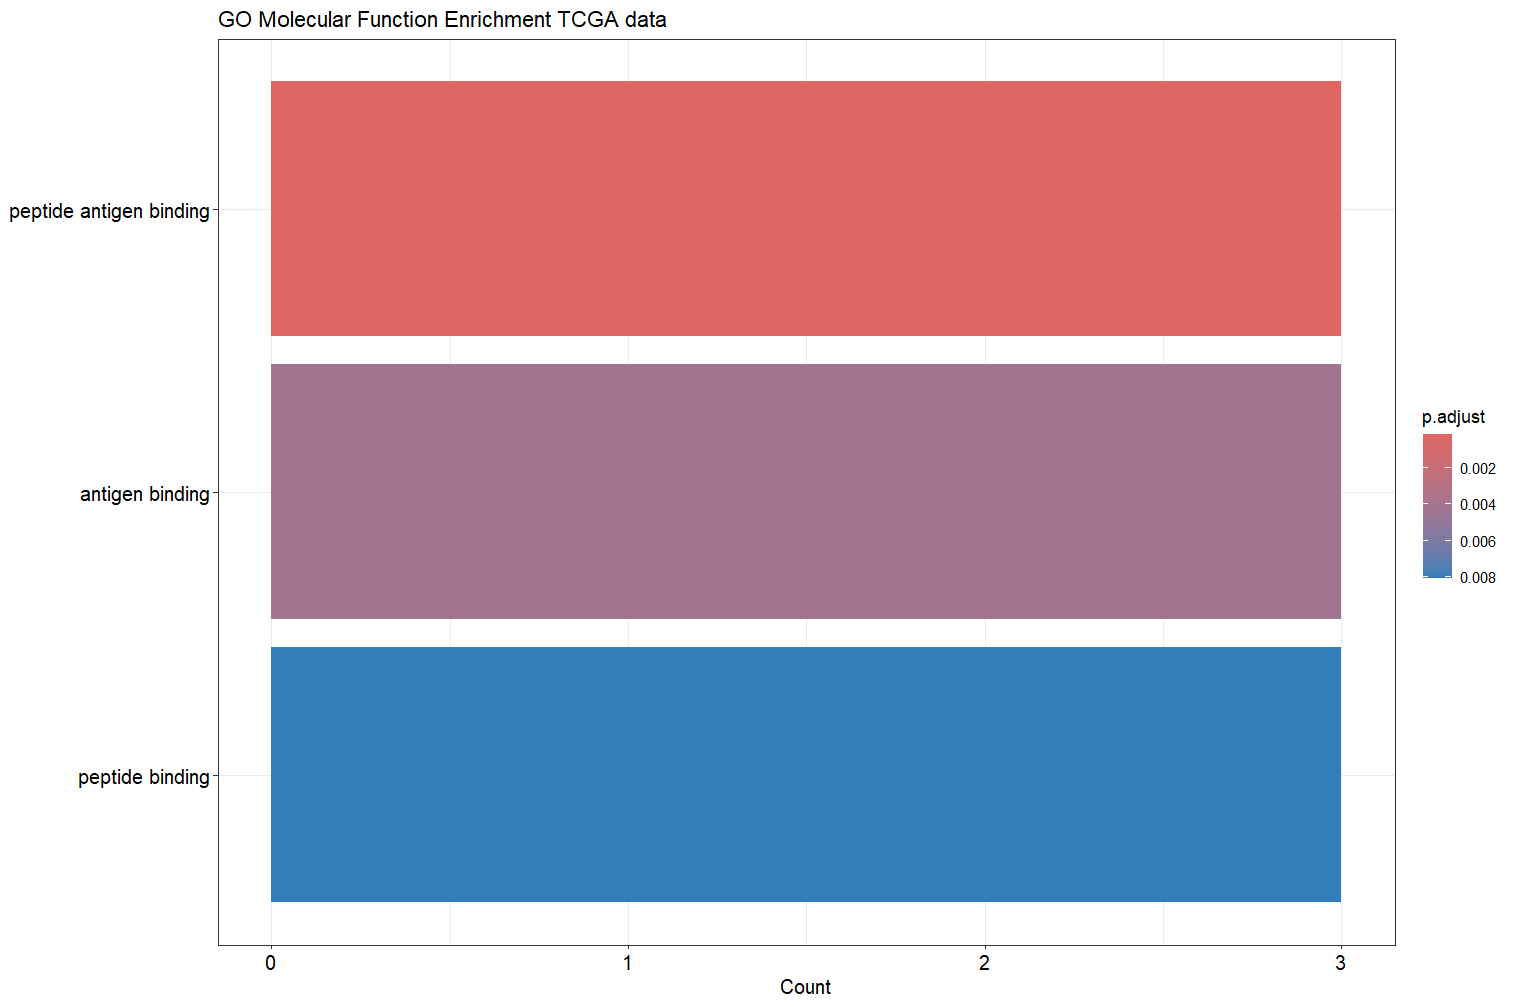 GO Molecular Function Enrichment TCGA data
peptide antigen binding
antigen binding
peptide binding
0
1
2
3
Count
p.adjust
0.002
0.004
0.006
0.008